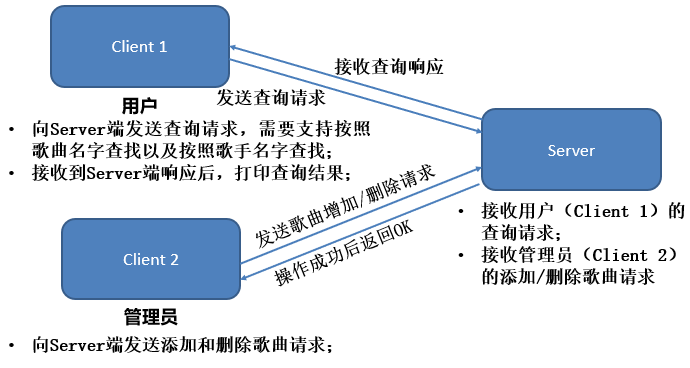 Client 1
用户
• 向Server端发送查询请求，需要支持按照
歌曲名字查找以及按照歌手名字查找；
• 接收到Server端响应后，打印查询结果；
接收查询响应
发送查询请求
Server
• 接收用户（Client 1）的
查询请求；
• 接收管理员（Client 2）
的添加/删除歌曲请求
发送歌曲增加/删除请求
操作成功后返回OK
Client 2
管理员
• 向Server端发送添加和删除歌曲请求；